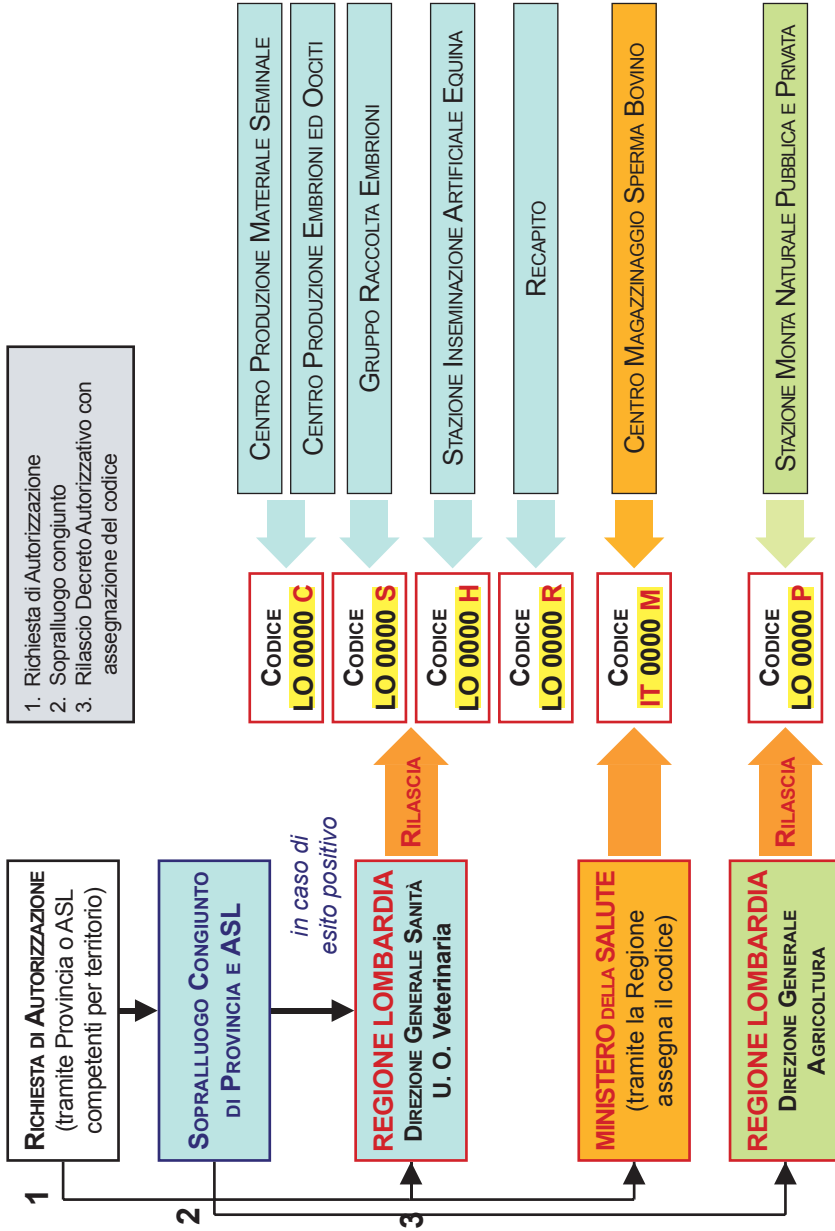 1. Richiesta di Autorizzazione
2. Sopralluogo congiunto
3. Rilascio Decreto Autorizzativo con
assegnazione del codice
1
RICHIESTA DI AUTORIZZAZIONE
(tramite Provincia o ASL
competenti per territorio)
2
SOPRALLUOGO CONGIUNTO
DI PROVINCIA E ASL
in caso di
esito positivo
3
REGIONE LOMBARDIA
DIREZIONE GENERALE SANITÀ
U. O. Veterinaria
RILASCIA
CODICE
LO 0000 C
CENTRO PRODUZIONE MATERIALE SEMINALE
CENTRO PRODUZIONE EMBRIONI ED OOCITI
CODICE
LO 0000 S
GRUPPO RACCOLTA EMBRIONI
CODICE
LO 0000 H
STAZIONE INSEMINAZIONE ARTIFICIALE EQUINA
CODICE
LO 0000 R
RECAPITO
MINISTERO DELLA SALUTE
(tramite la Regione
assegna il codice)
CODICE
IT 0000 M
CENTRO MAGAZZINAGGIO SPERMA BOVINO
REGIONE LOMBARDIA
DIREZIONE GENERALE
AGRICOLTURA
RILASCIA
CODICE
LO 0000 P
STAZIONE MONTA NATURALE PUBBLICA E PRIVATA